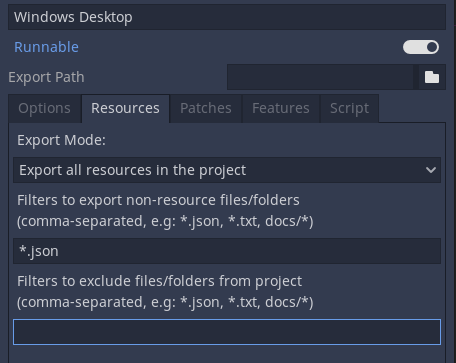 Windows Desktop
Runnable
Export Path
Options Resources Patches Features Script
Export Mode:
Export all resources in the project
Filters to export non-resource files/folders
(comma-separated, e.g: *.json, *.txt, docs/*)
*.json
Filters to exclude files/folders from project
(comma-separated, e.g: *.json, *.txt, docs/*)